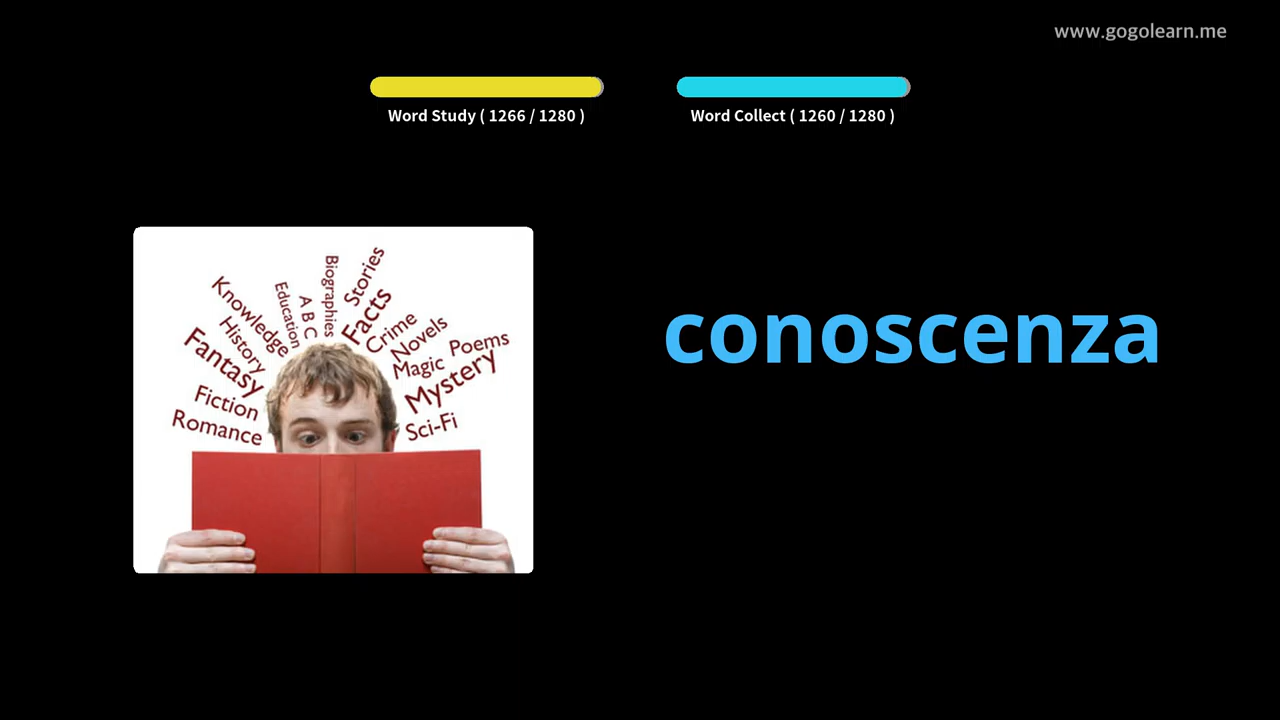 www.gogolearn.me
Word Study ( 1266 / 1280 )
Word Collect ( 1260 / 1280 )
conoscenza
Knowledge
Education
A B C
Biographies
Stories
Facts
Crime
Novels
Poems
Magic
Mystery
Sci-Fi
History
Fantasy
Fiction
Romance